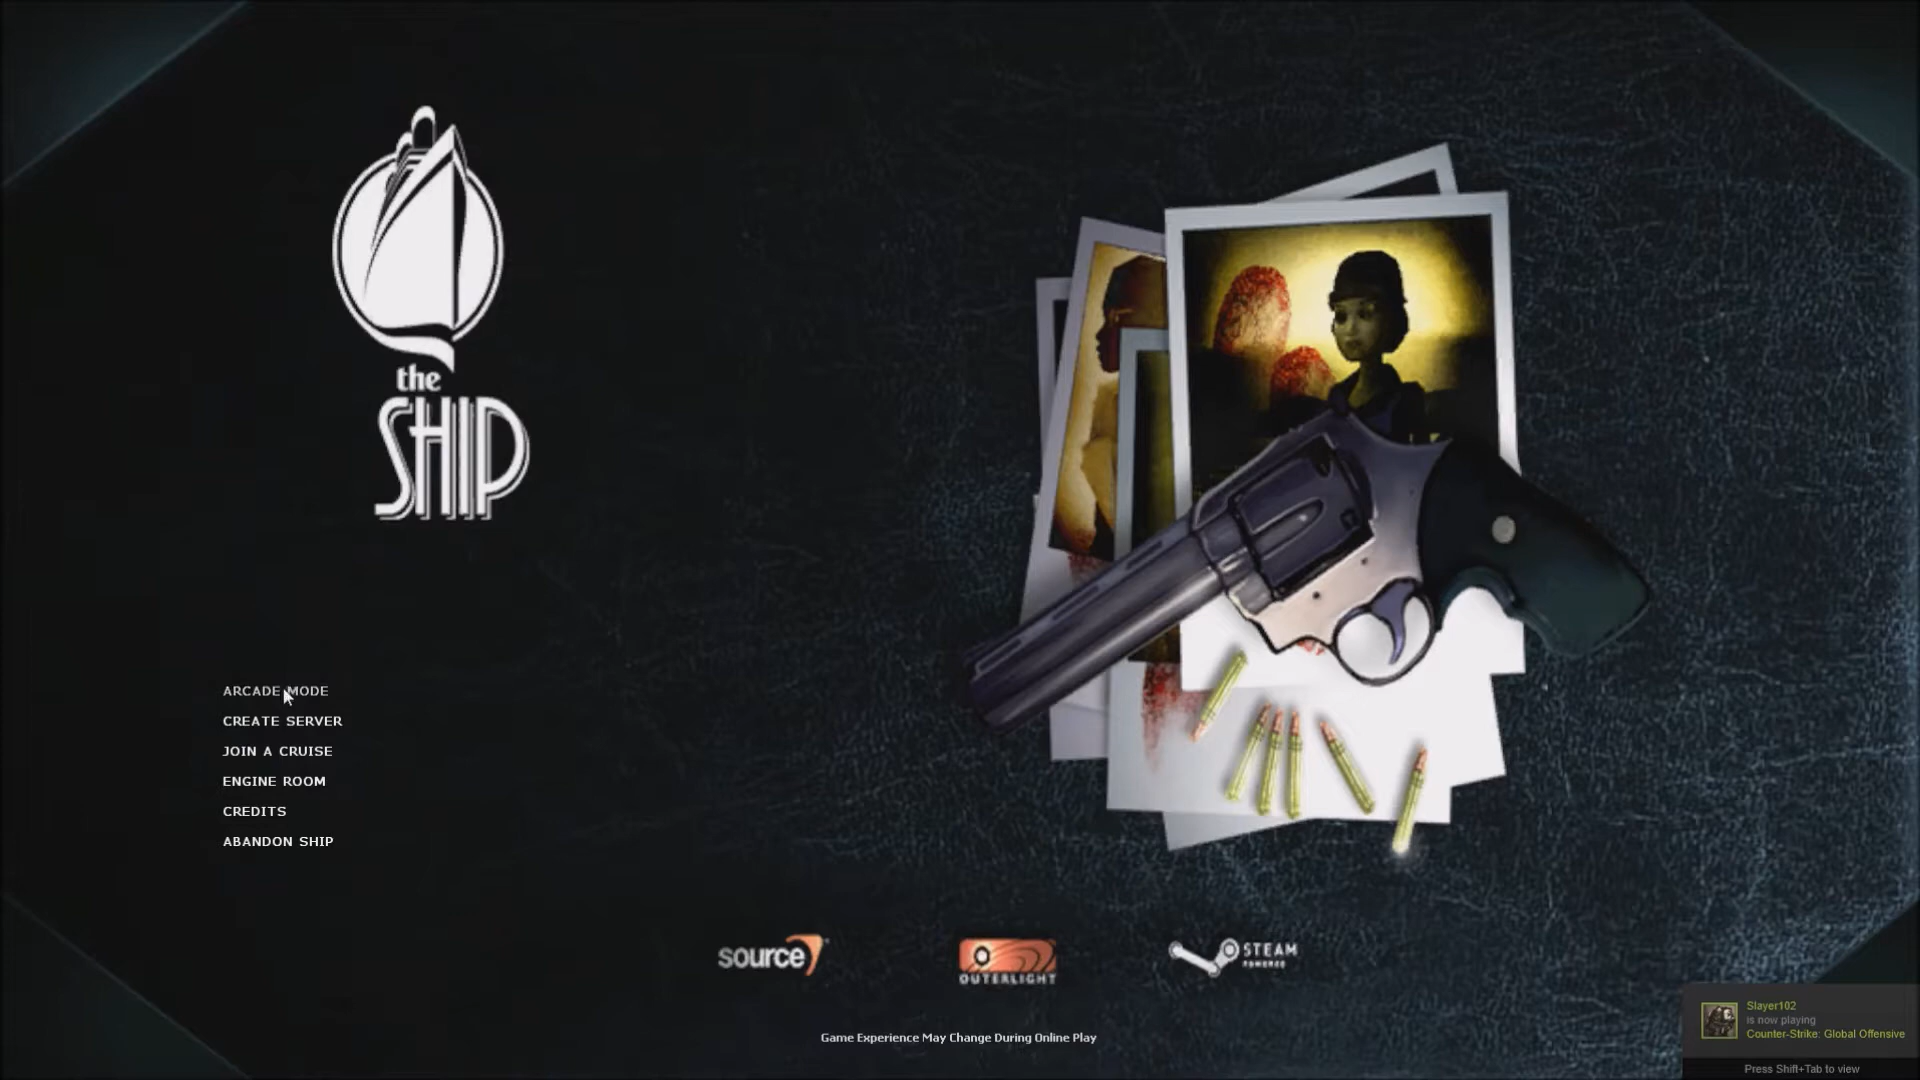 the
SHIP
ARCADE MODE
CREATE SERVER
JOIN A CRUISE
ENGINE ROOM
CREDITS
ABANDON SHIP
source
OUTERLIGHT
STEAM
POWERED
Game Experience May Change During Online Play
Slayer102
is now playing
Counter-Strike: Global Offensive
Press Shift+Tab to view